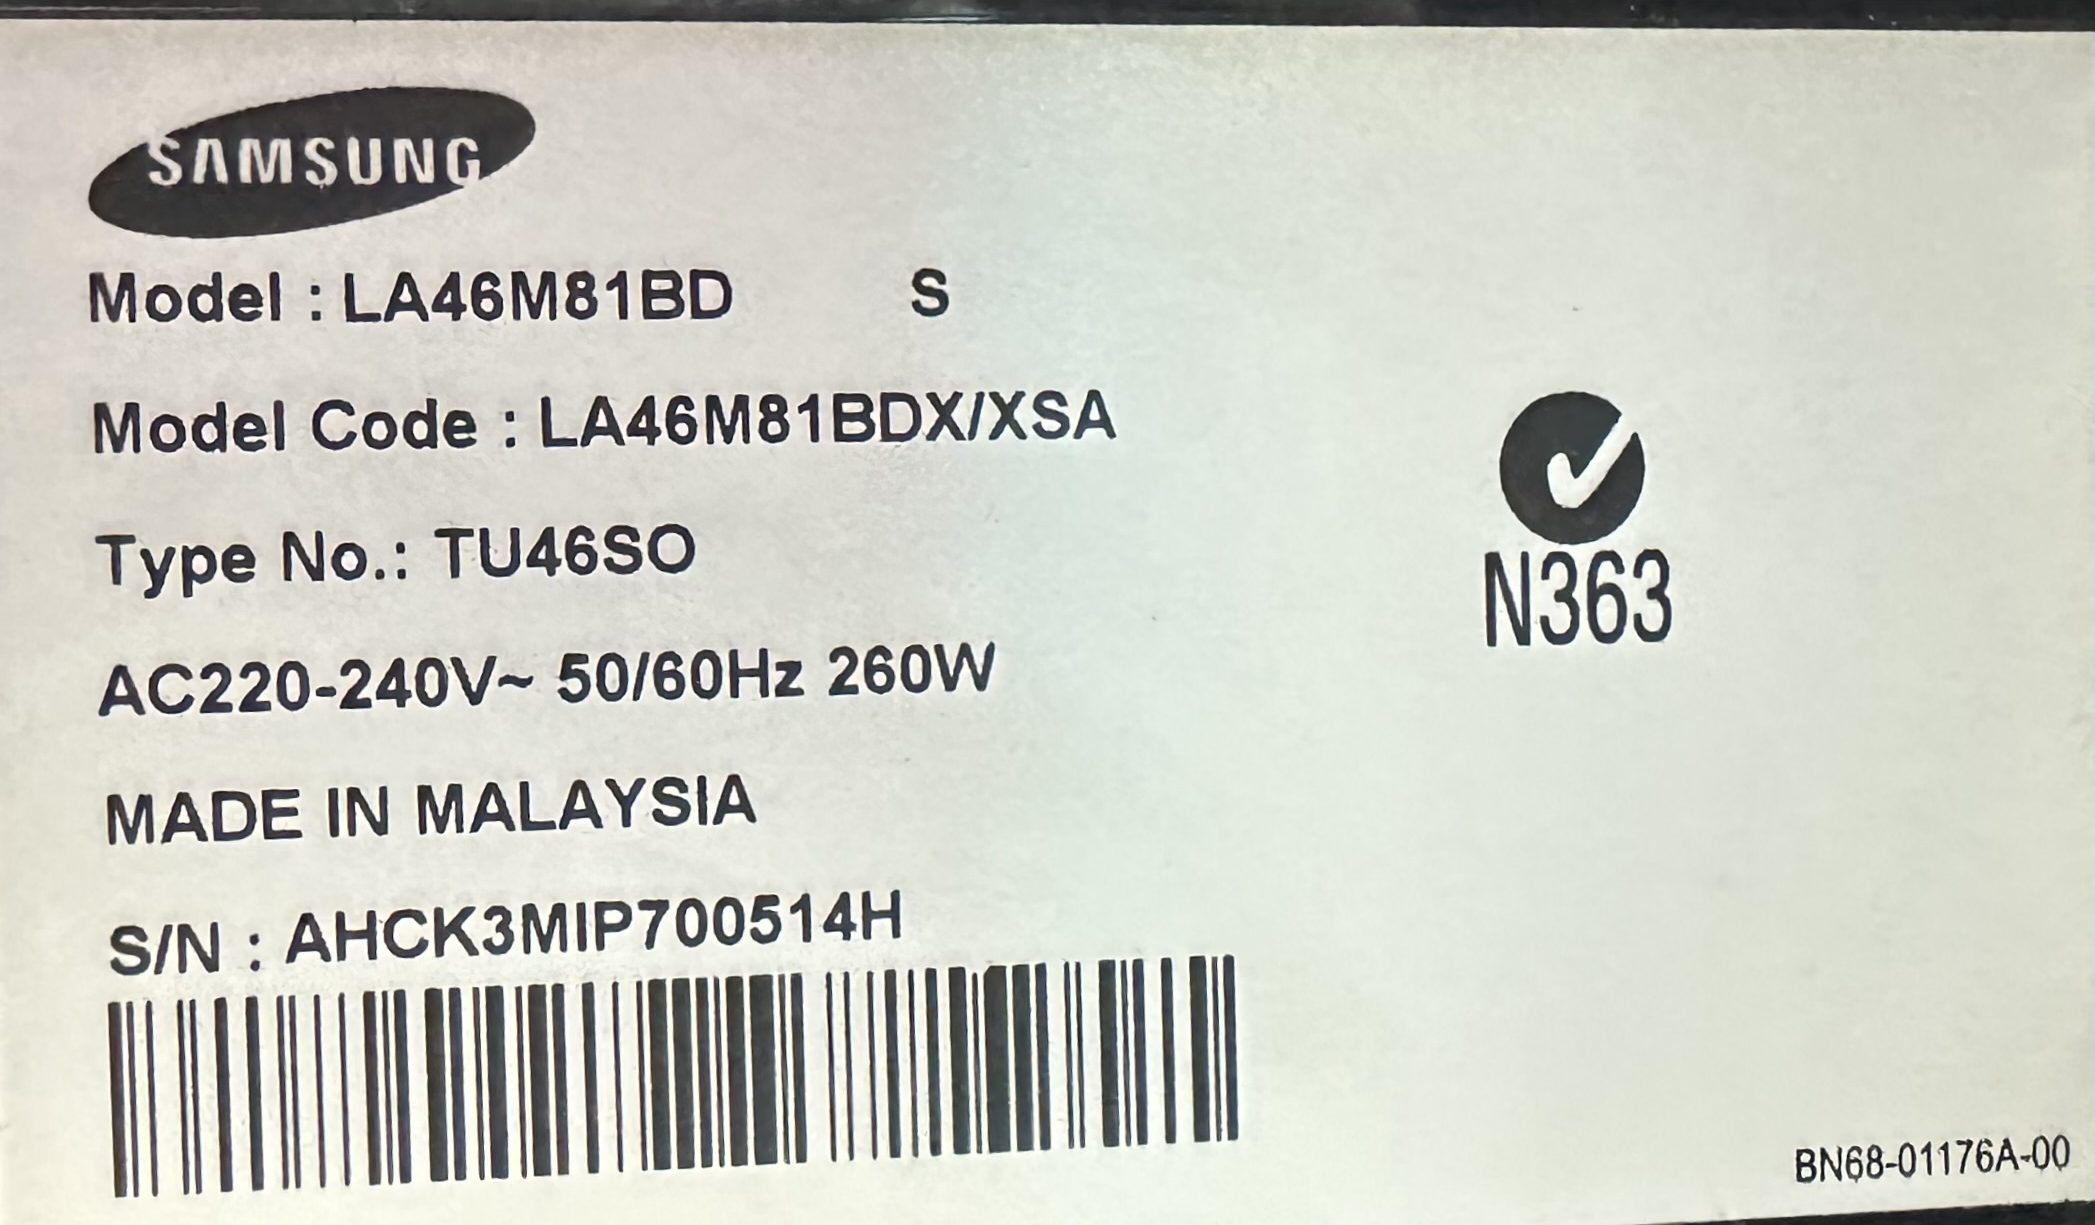 SAMSUNG
Model : LA46M81BD S
Model Code : LA46M81BDX/XSA
Type No.: TU46SO
AC220-240V~ 50/60Hz 260W
MADE IN MALAYSIA
S/N : AHCK3MIP700514H
N363
BN68-01176A-00